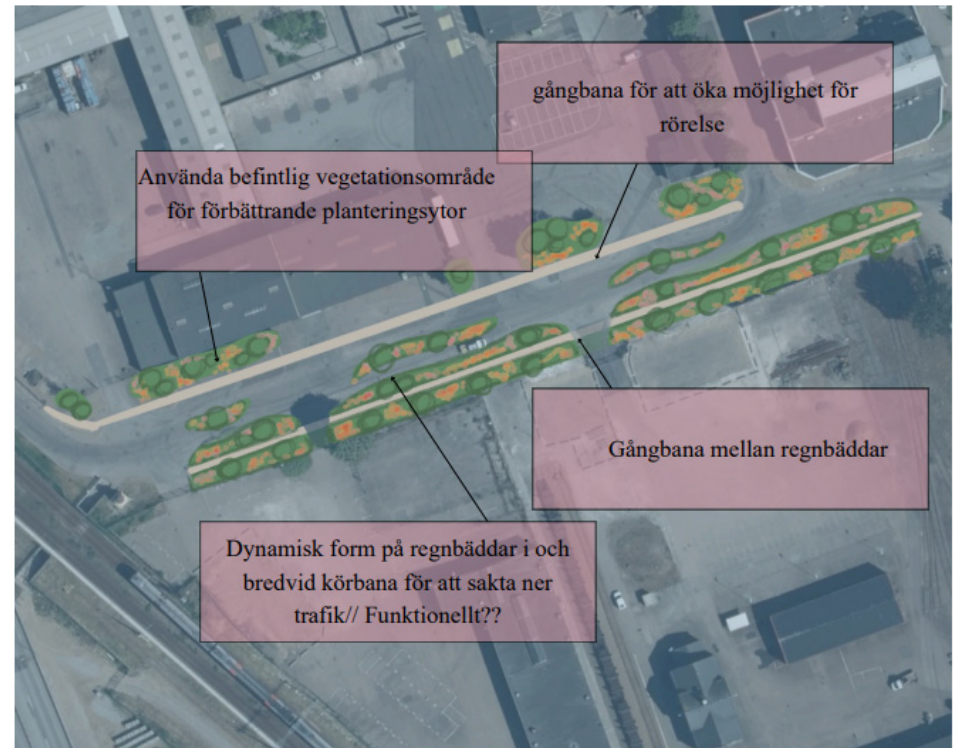 gångbana för att öka möjlighet för
rörelse
Använda befintlig vegetationsområde
för förbättrande planteringsytor
Gångbana mellan regnbäddar
Dynamisk form på regnbäddar i och
bredvid körbana för att sakta ner
trafik// Funktionellt??